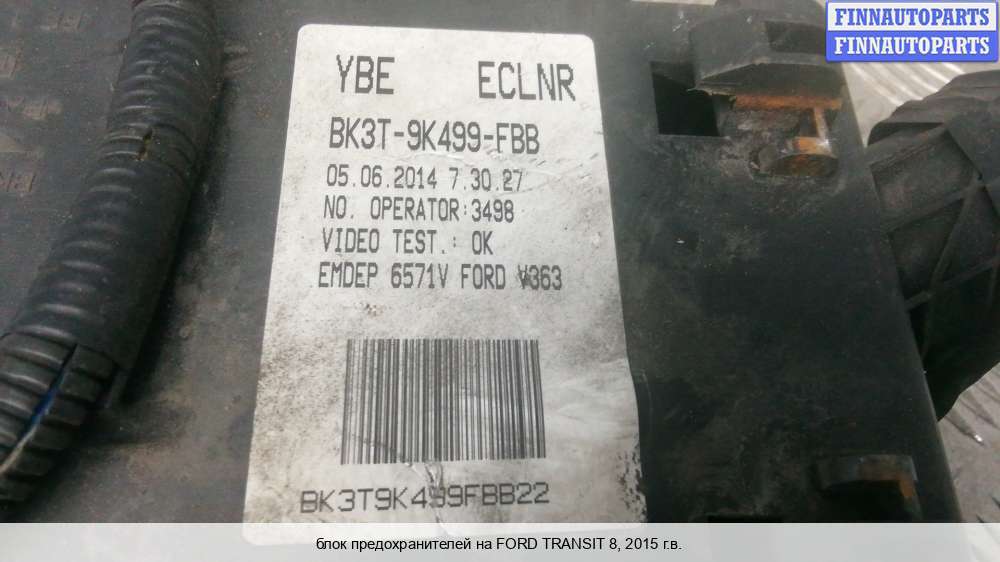 FINNAUTOPARTS
FINNAUTOPARTS
YBE ECLNR
BK3T-9K499-FBB
05.06.2014 7.30.27
NO. OPERATOR:3498
VIDEO TEST.: OK
EMDEP 6571V FORD V363
BK3T9K499FBB22
блок предохранителей на FORD TRANSIT 8, 2015 г.в.